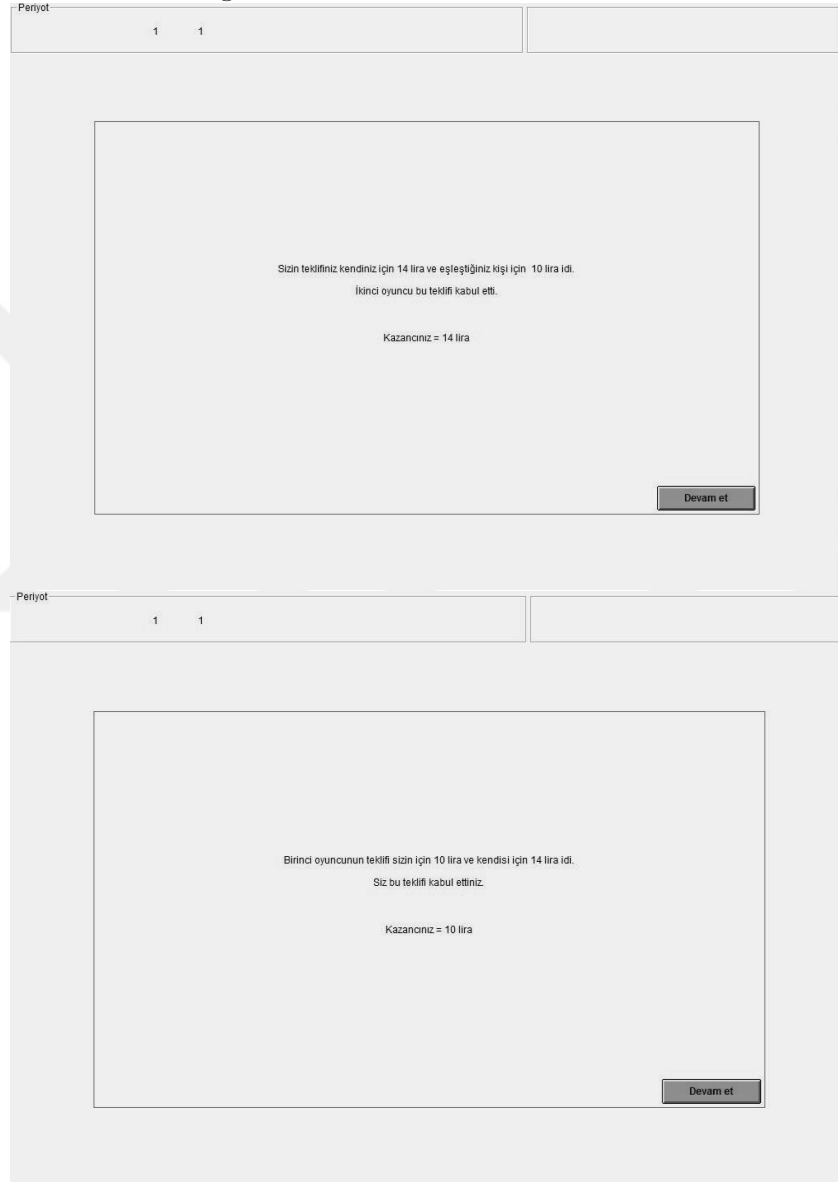 Periyot
1 1
Sizin teklifiniz kendiniz için 14 lira ve eşleştiğiniz kişi için 10 lira idi.
İkinci oyuncu bu teklifi kabul etti.
Kazancınız = 14 lira
Devam et
Periyot
1 1
Birinci oyuncunun teklifi sizin için 10 lira ve kendisi için 14 lira idi.
Siz bu teklifi kabul ettiniz.
Kazancınız = 10 lira
Devam et